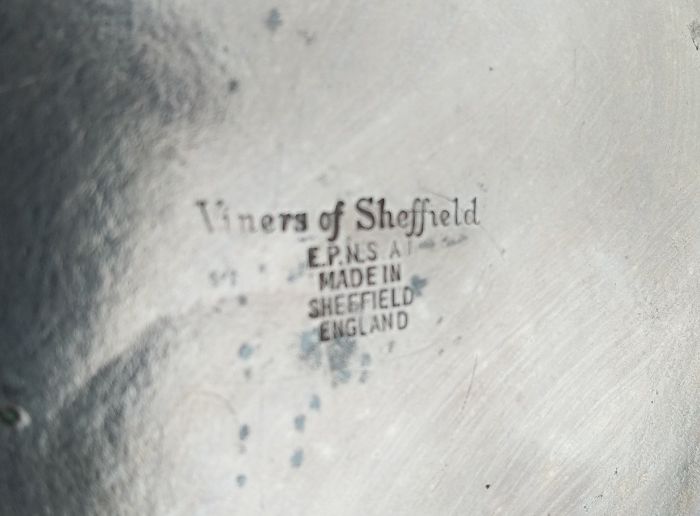 Viners of Sheffield
E.P.N.S A1
MADE IN
SHEFFIELD
ENGLAND